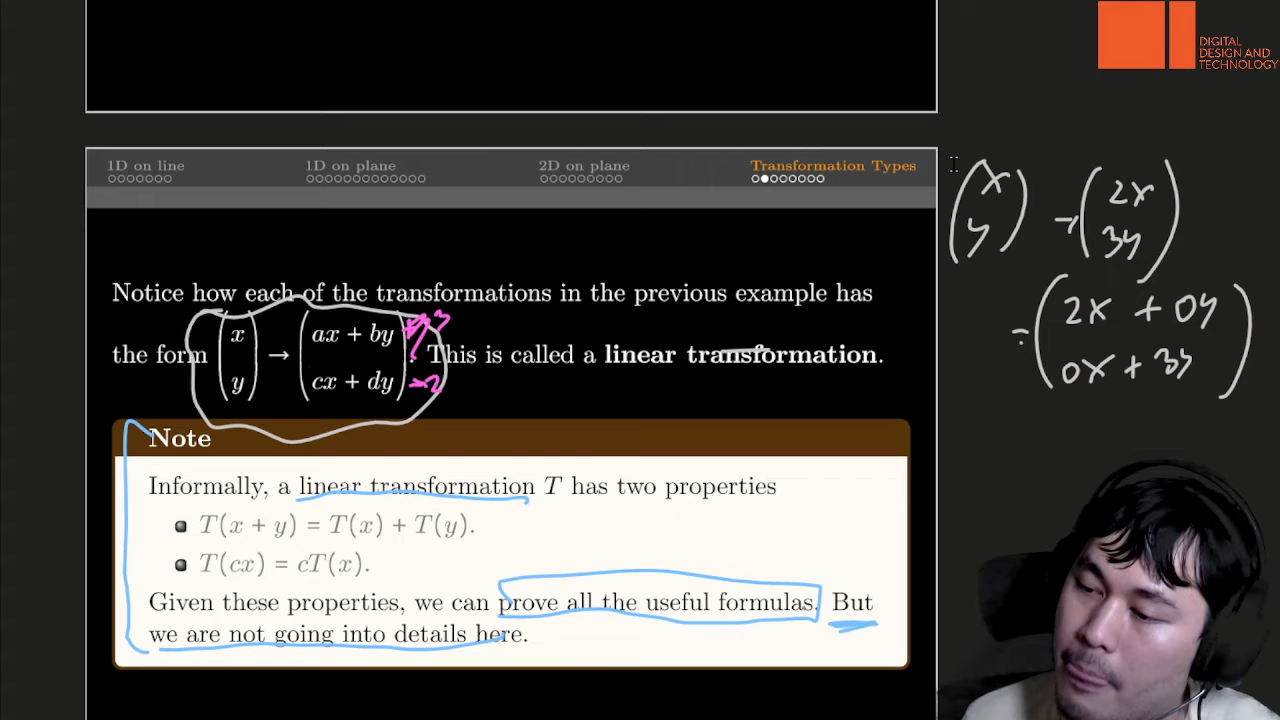 DIGITAL
DESIGN AND
TECHNOLOGY
1D on line 1D on plane 2D on plane Transformation Types
Notice how each of the transformations in the previous example has
the form (x y) → (ax + by cx + dy). This is called a linear transformation.
Note
Informally, a linear transformation T has two properties
T(x + y) = T(x) + T(y).
T(cx) = cT(x).
Given these properties, we can prove all the useful formulas. But
we are not going into details here.
(x y) → (2x 3y)
= (2x + 0y 0x + 3y)